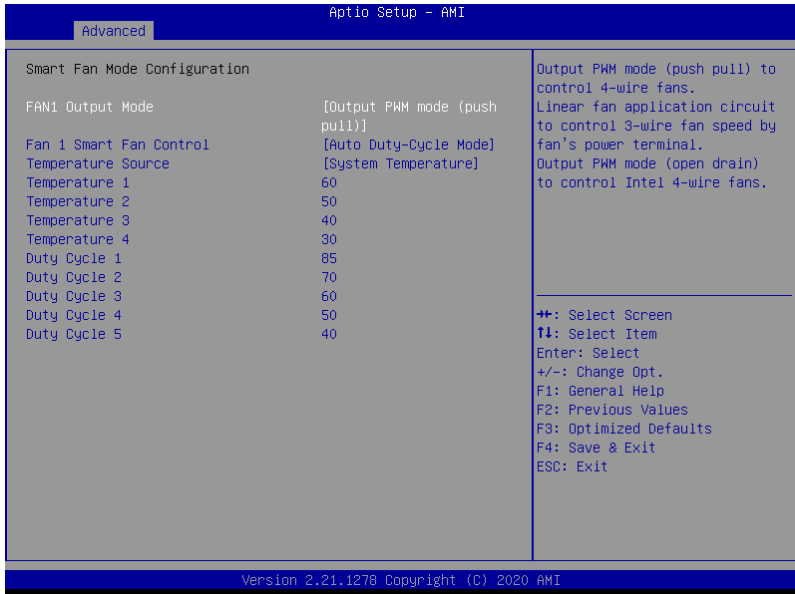 Aptio Setup – AMI
Advanced
Smart Fan Mode Configuration
FAN1 Output Mode [Output PWM mode (push
pull)]
Fan 1 Smart Fan Control [Auto Duty-Cycle Mode]
Temperature Source [System Temperature]
Temperature 1 60
Temperature 2 50
Temperature 3 40
Temperature 4 30
Duty Cycle 1 85
Duty Cycle 2 70
Duty Cycle 3 60
Duty Cycle 4 50
Duty Cycle 5 40
Output PWM mode (push pull) to
control 4-wire fans.
Linear fan application circuit
to control 3-wire fan speed by
fan's power terminal.
Output PWM mode (open drain)
to control Intel 4-wire fans.
→←: Select Screen
↑↓: Select Item
Enter: Select
+/-: Change Opt.
F1: General Help
F2: Previous Values
F3: Optimized Defaults
F4: Save & Exit
ESC: Exit
Version 2.21.1278 Copyright (C) 2020 AMI